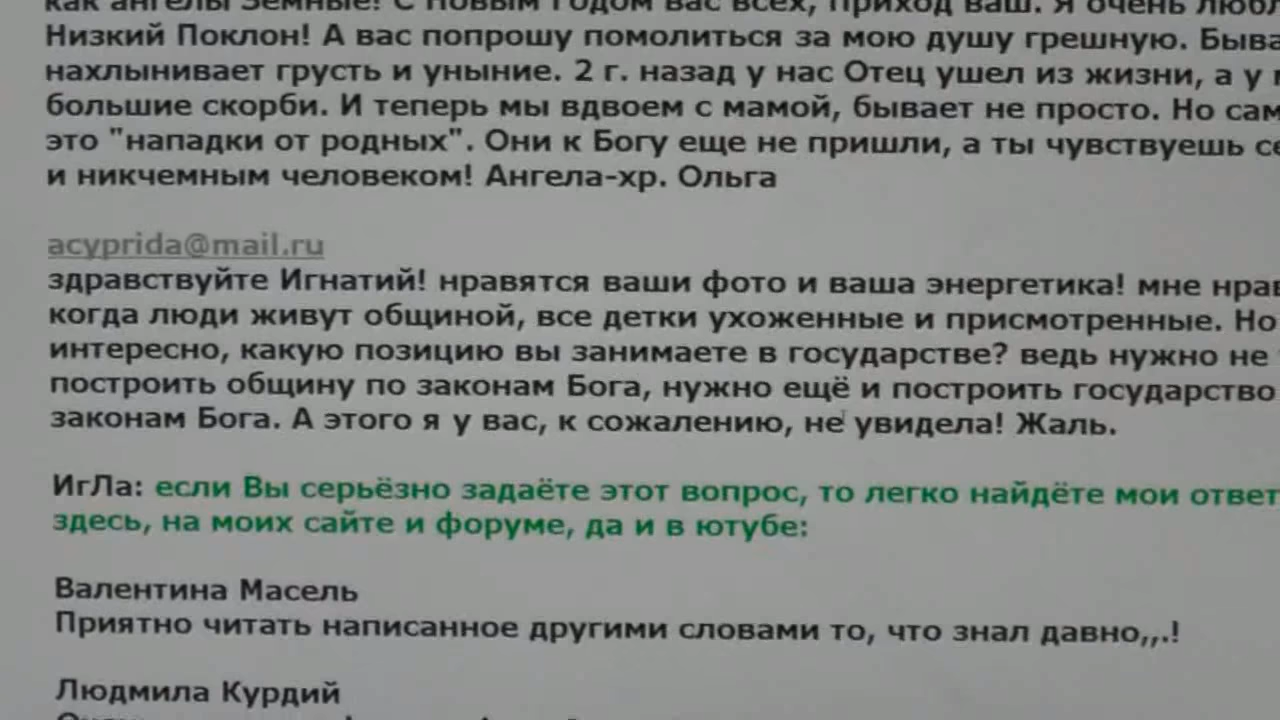 как ангелы Земные! С Новым Годом вас всех, приход ваш. Я очень
Низкий Поклон! А вас попрошу помолиться за мою душу грешную.
нахлынивает грусть и уныние. 2 г. назад у нас Отец ушел из жизни, а у
большие скорби. И теперь мы вдвоем с мамой, бывает не просто. Но
это "нападки от родных". Они к Богу еще не пришли, а ты чувствуешь
и никчемным человеком! Ангела-хр. Ольга
acyprida@mail.ru
здравствуйте Игнатий! нравятся ваши фото и ваша энергетика! мне
когда люди живут общиной, все детки ухоженные и присмотренные. Но
интересно, какую позицию вы занимаете в государстве? ведь нужно не
построить общину по законам Бога, нужно ещё и построить государство
законам Бога. А этого я у вас, к сожалению, не увидела! Жаль.
ИгЛа: если Вы серьёзно задаёте этот вопрос, то легко найдёте мои
здесь, на моих сайте и форуме, да и в ютубе:
Валентина Масель
Приятно читать написанное другими словами то, что знал давно,,.!
Людмила Курдий